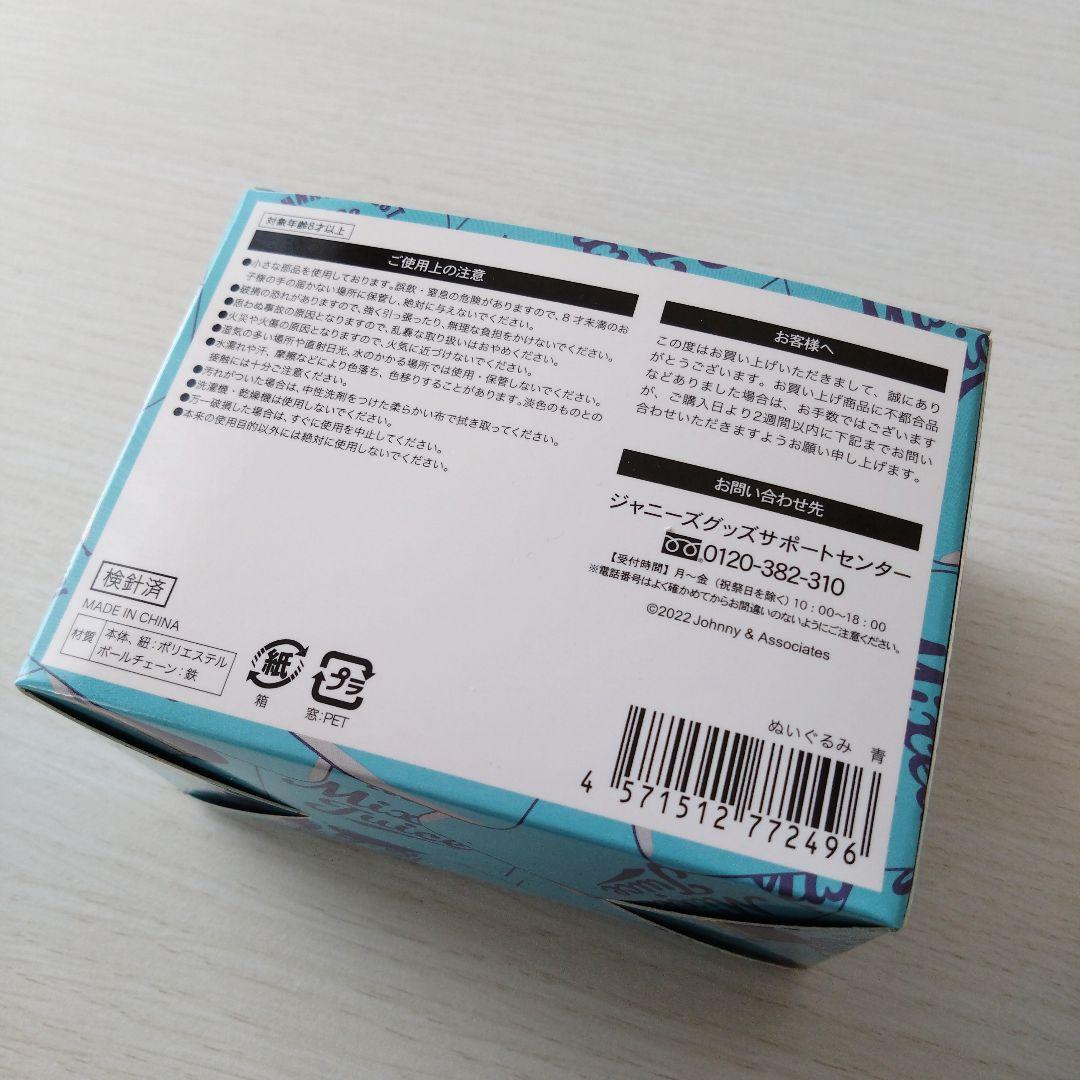 対象年齢8才以上
ご使用上の注意
●小さな部品を使用しております。誤飲・窒息の危険がありますので、8才未満のお
子様の手の届かない場所に保管し、絶対に与えないでください。
●破損の恐れがありますので、強く引っ張ったり、無理な負担をかけないでください。
●思わぬ事故の原因となりますので、乱暴な取り扱いはおやめください。
●火災や火傷の原因となりますので、火気に近づけないでください。
●湿気の多い場所や直射日光、水のかかる場所では使用・保管しないでください。
●水濡れや汗、摩擦などにより色落ち、色移りすることがあります。淡色のものとの
接触には十分ご注意ください。
●汚れがついた場合は、中性洗剤をつけた柔らかい布で拭き取ってください。
●洗濯機・乾燥機は使用しないでください。
●万一破損した場合は、すぐに使用を中止してください。
●本来の使用目的以外には絶対に使用しないでください。
お客様へ
この度はお買い上げいただきまして、誠にあり
がとうございます。お買い上げ商品に不都合品
などありました場合は、お手数ではございます
が、ご購入日より2週間以内に下記までお問い
合わせいただきますようお願い申し上げます。
お問い合わせ先
ジャニーズグッズサポートセンター
0120-382-310
【受付時間】月〜金（祝祭日を除く）10：00〜18：00
※電話番号はよく確かめてからお間違いのないようにご注意ください。
©2022 Johnny & Associates
検針済
MADE IN CHINA
材質
本体、紐：ポリエステル
ボールチェーン：鉄
紙
箱
プラ
窓：PET
ぬいぐるみ 青
4 571512 772496
Mix
Juice